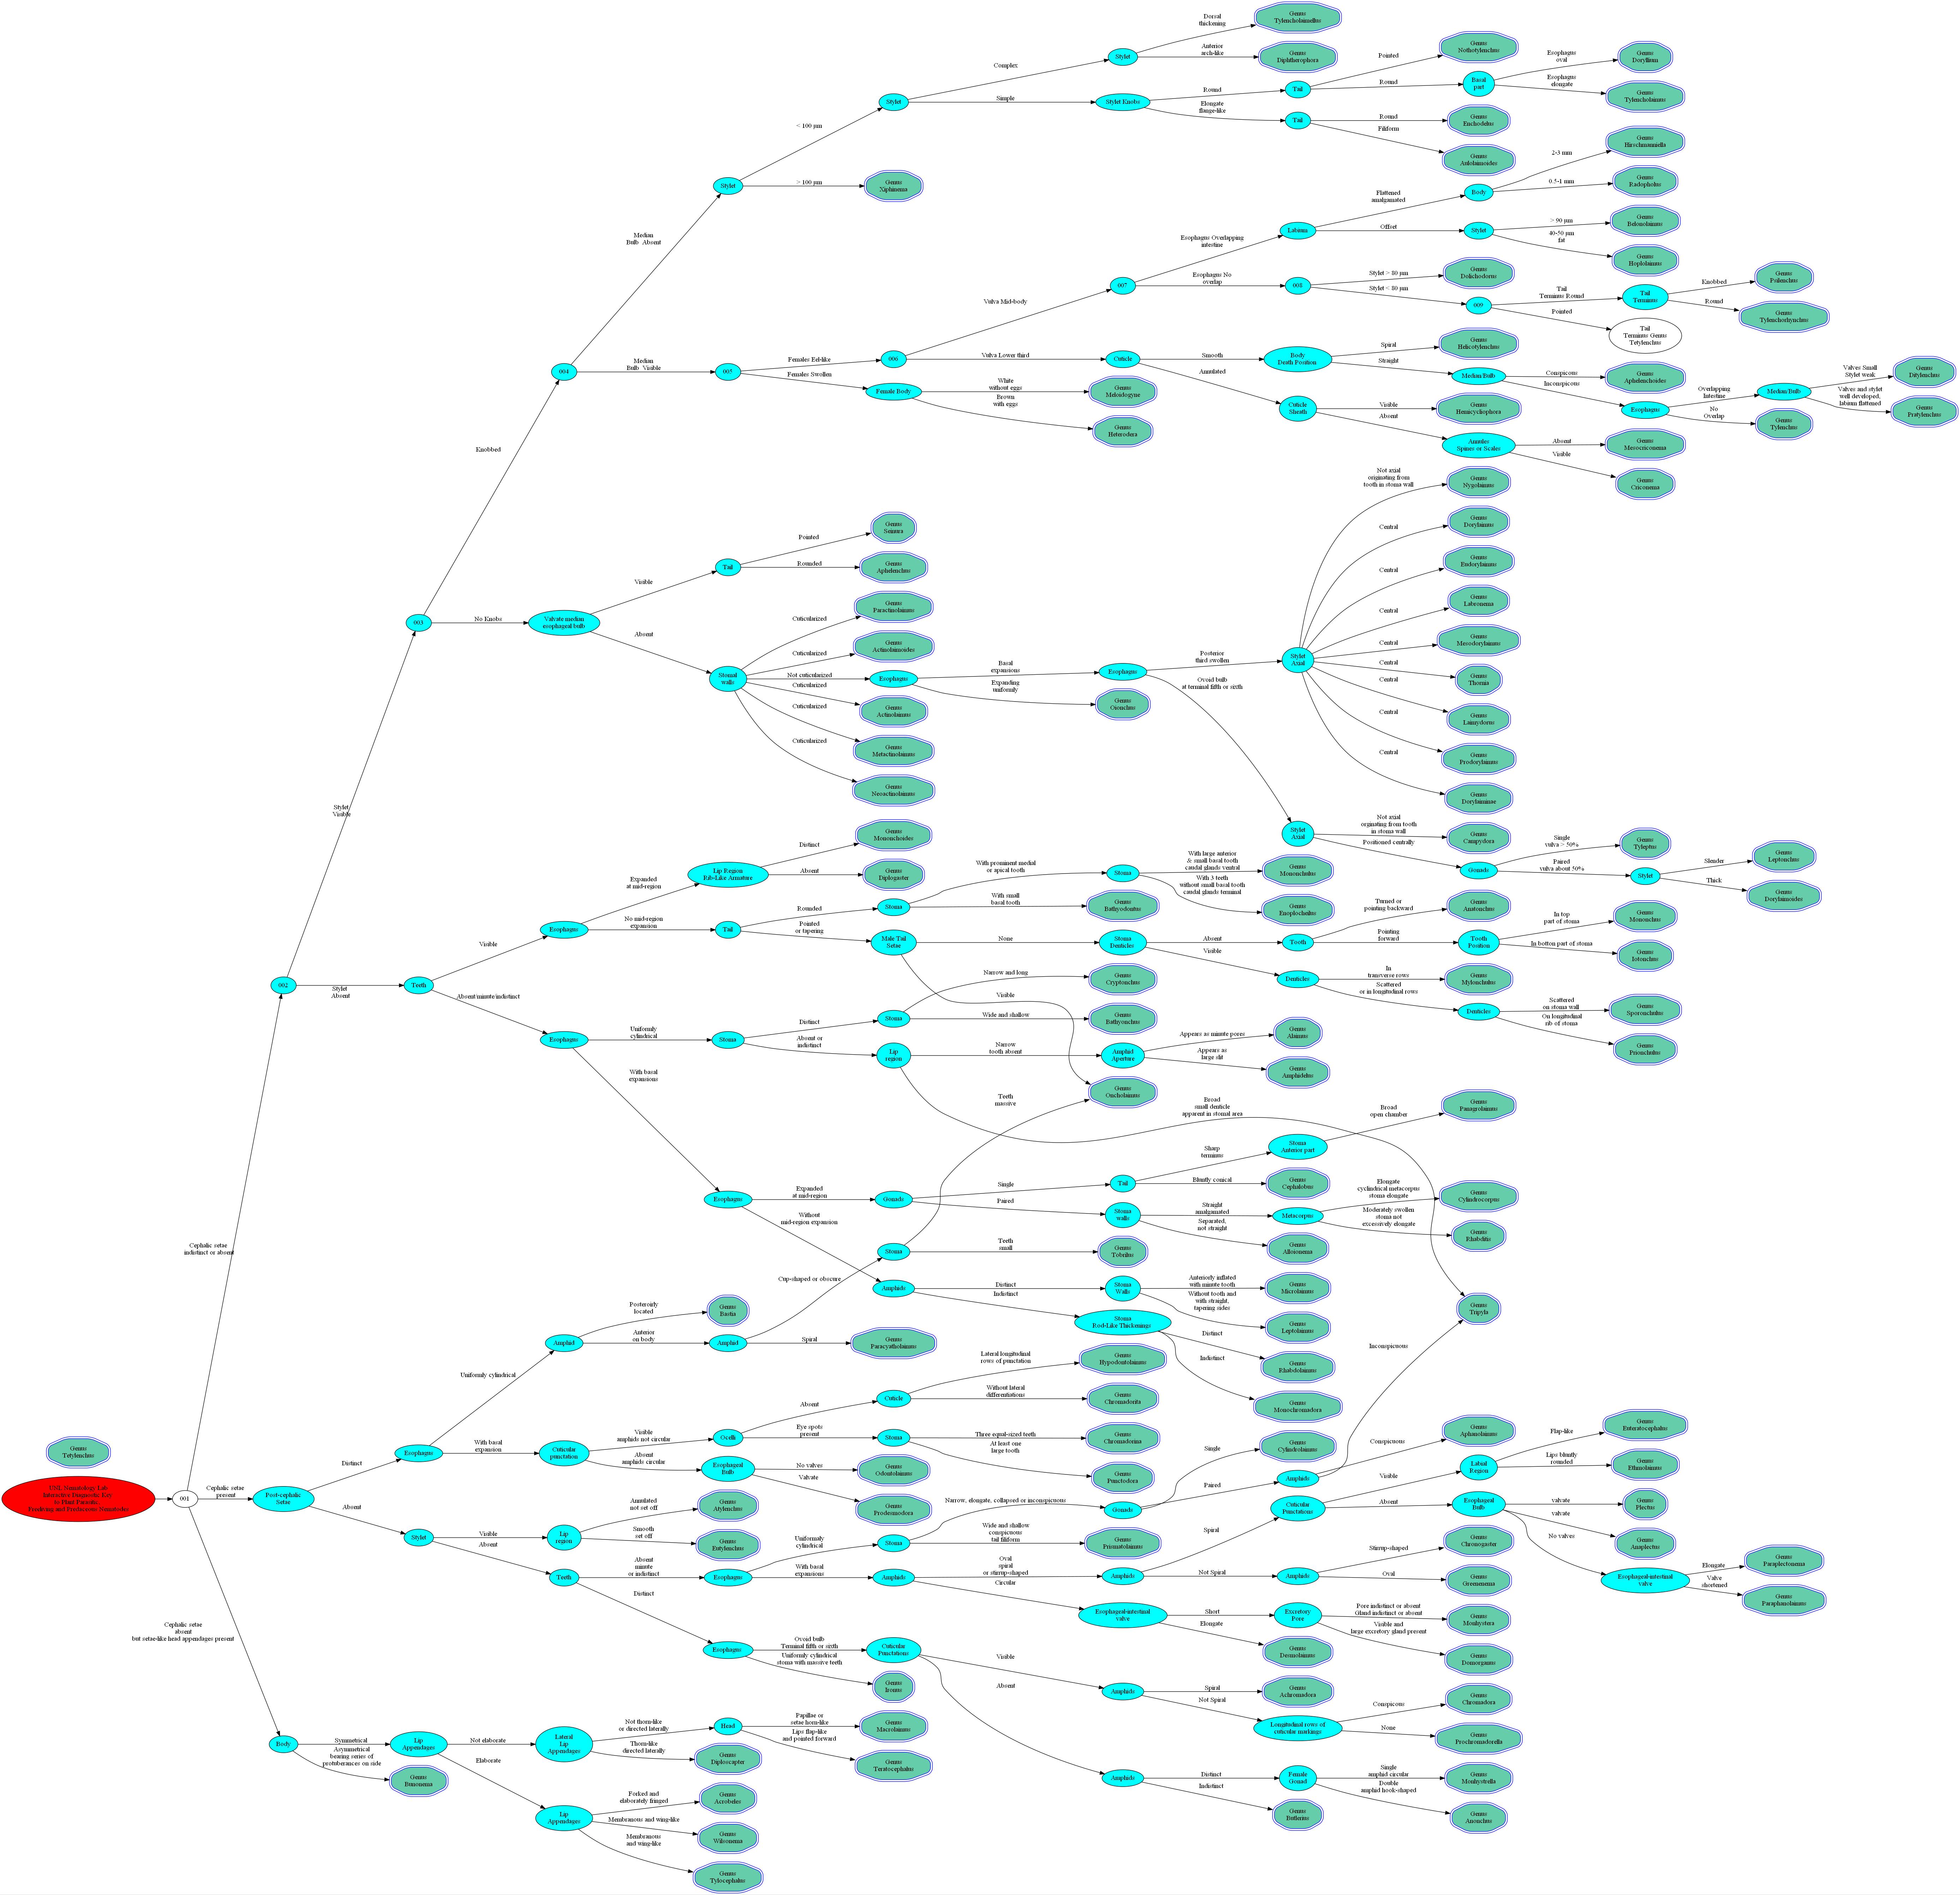 Dorsal
thickening
Genus
Tylencholaimellus
Anterior
arch-like
Genus
Diphtherophora
Stylet
Complex
Pointed
Genus
Nothotylenchus
Esophagus
oval
Genus
Doryllium
Stylet
Simple
Stylet Knobs
Round
Tail
Round
Basal
part
Esophagus
elongate
Genus
Tylencholaimus
Elongate
flange-like
Tail
Round
Genus
Enchodelus
Filiform
Genus
Aulolaimoides
< 100 µm
Stylet
> 100 µm
Genus
Xiphinema
2-3 mm
Genus
Hirschmanniella
Flattened
amalgamated
Body
0.5-1 mm
Genus
Radopholus
Median
Bulb Absent
Esophagus Overlapping
intestine
Labium
Offset
Stylet
> 90 µm
Genus
Belonolaimus
40-50 µm
fat
Genus
Hoplolaimus
Vulva Mid-body
007
Esophagus No
overlap
008
Stylet > 80 µm
Genus
Dolichodorus
Stylet < 80 µm
009
Tail
Terminus Round
Tail
Terminus
Knobbed
Genus
Psilenchus
Round
Genus
Tylenchorhynchus
Pointed
Tail
Terminus Genus
Tetylenchus
004
Median
Bulb Visible
005
Females Eel-like
006
Vulva Lower third
Cuticle
Smooth
Body
Death Position
Spiral
Genus
Helicotylenchus
Straight
Median Bulb
Conspicous
Genus
Aphelenchoides
Inconspicous
Esophagus
Overlapping
Intestine
Median Bulb
Valves Small
Stylet weak
Genus
Ditylenchus
Valves and stylet
well developed,
labium flattened
Genus
Pratylenchus
No
Overlap
Genus
Tylenchus
Females Swollen
Female Body
White
without eggs
Genus
Meloidogyne
Brown
with eggs
Genus
Heterodera
Annulated
Cuticle
Sheath
Visible
Genus
Hemicycliophora
Absent
Annules
Spines or Scales
Absent
Genus
Mesocriconema
Visible
Genus
Criconema
Knobbed
003
No Knobs
Valvate median
esophageal bulb
Visible
Tail
Pointed
Genus
Seinura
Rounded
Genus
Aphelenchus
Absent
Stomal
walls
Cuticularized
Genus
Paractinolaimus
Cuticularized
Genus
Actinolaimoides
Not cuticularized
Esophagus
Cuticularized
Genus
Actinolaimus
Cuticularized
Genus
Metactinolaimus
Cuticularized
Genus
Neoactinolaimus
Basal
expansions
Esophagus
Expanding
uniformly
Genus
Oionchus
Posterior
third swollen
Stylet
Axial
Not axial
originating from
tooth in stoma wall
Genus
Nygolaimus
Central
Genus
Dorylaimus
Central
Genus
Eudorylaimus
Central
Genus
Labronema
Central
Genus
Mesodorylaimus
Central
Genus
Thornia
Central
Genus
Laimydorus
Central
Genus
Prodorylaimus
Central
Genus
Dorylaiminae
Ovoid bulb
at terminal fifth or sixth
Stylet
Axial
Not axial
orginating from tooth
in stoma wall
Genus
Campydora
Positioned centrally
Gonads
Single
vulva > 50%
Genus
Tyleptus
Paired
vulva about 50%
Stylet
Slender
Genus
Leptonchus
Thick
Genus
Dorylaimoides
Stylet
Visible
002
Stylet
Absent
Teeth
Visible
Esophagus
Expanded
at mid-region
Lip Region
Rib-Like Armature
Distinct
Genus
Mononchoides
Absent
Genus
Diplogaster
No mid-region
expansion
Tail
Rounded
Stoma
With prominent medial
or apical tooth
Stoma
With large anterior
& small basal tooth
caudal glands ventral
Genus
Mononchulus
With 3 teeth
without small basal tooth
caudal glands terminal
Genus
Enoplocheilus
With small
basal tooth
Genus
Bathyodontus
Pointed
or tapering
Male Tail
Setae
None
Stoma
Denticles
Absent
Tooth
Turned or
pointing backward
Genus
Anatonchus
Pointing
forward
Tooth
Position
In top
part of stoma
Genus
Mononchus
In botton part of stoma
Genus
Iotonchus
Visible
Denticles
In
transverse rows
Genus
Mylonchulus
Scattered
or in longitudinal rows
Denticles
Scattered
on stoma wall
Genus
Sporonchulus
On longitudinal
rib of stoma
Genus
Prionchulus
Visible
Absent/minute/indistinct
Esophagus
Uniformly
cylindrical
Stoma
Distinct
Stoma
Narrow and long
Genus
Cryptonchus
Wide and shallow
Genus
Bathyonchus
Absent or
indistinct
Lip
region
Narrow
tooth absent
Amphid
Aperture
Appears as minute pores
Genus
Alaimus
Appears as
large slit
Genus
Amphidelus
Genus
Oncholaimus
Teeth
massive
Broad
small denticle
apparent in stomal area
With basal
expansions
Esophagus
Expanded
at mid-region
Gonads
Single
Tail
Sharp
terminus
Stoma
Anterior part
Broad
open chamber
Genus
Panagrolaimus
Bluntly conical
Genus
Cephalobus
Paired
Stoma
walls
Straight
amalgamated
Metacorpus
Elongate
cyclindrical metacorpus
stoma elongate
Genus
Cylindrocorpus
Moderately swollen
stoma not
excessively elongate
Genus
Rhabditis
Separated,
not straight
Genus
Alloionema
Without
mid-region expansion
Amphids
Distinct
Stoma
Walls
Anteriorly inflated
with minute tooth
Genus
Microlaimus
Without tooth and
with straight,
tapering sides
Genus
Leptolaimus
Indistinct
Stoma
Rod-Like Thickenings
Distinct
Genus
Rhabdolaimus
Indistinct
Genus
Monochromadora
Cephalic setae
indistinct or absent
Stoma
Teeth
small
Genus
Tobrilus
Cup-shaped or obscure
Posteroirly
located
Genus
Bastia
Amphid
Anterior
on body
Amphid
Spiral
Genus
Paracyatholaimus
Genus
Tripyla
Inconspicuous
Uniformly cylindrical
Esophagus
With basal
expansion
Cuticular
punctation
Visible
amphids not circular
Ocelli
Absent
Cuticle
Lateral longitudinal
rows of punctation
Genus
Hypodontolaimus
Without lateral
differentiations
Genus
Chromadorita
Eye spots
present
Stoma
Three equal-sized teeth
Genus
Chromadorina
At least one
large tooth
Genus
Punctodora
Absent
amphids circular
Esophageal
Bulb
No valves
Genus
Odontolaimus
Valvate
Genus
Prodesmodora
Genus
Tetylenchus
UNL Nematology Lab
Interactive Diagnostic Key
to Plant Parasitic,
Freeliving and Predaceous Nematodes
001
Cephalic setae
present
Post-cephalic
Setae
Distinct
Absent
Stylet
Visible
Lip
region
Annulated
not set off
Genus
Atylenchus
Smooth
set off
Genus
Eutylenchus
Absent
Teeth
Absent
minute
or indistinct
Esophagus
Uniformaly
cylindrical
Stoma
Narrow, elongate, collapsed or inconspicuous
Gonads
Single
Genus
Cylindrolaimus
Paired
Amphids
Conspicuous
Genus
Aphanolaimus
Wide and shallow
conspicuous
tail filiform
Genus
Prismatolaimus
With basal
expansions
Amphids
Oval
spiral
or stirrup-shaped
Amphids
Spiral
Cuticular
Punctations
Visible
Labial
Region
Flap-like
Genus
Euteratocephalus
Lips bluntly
rounded
Genus
Ethmolaimus
Absent
Esophageal
Bulb
valvate
Genus
Plectus
valvate
Genus
Anaplectus
No valves
Esophageal-intestinal
valve
Elongate
Genus
Paraplectonema
Valve
shortened
Genus
Paraphanolaimus
Not Spiral
Amphids
Stirrup-shaped
Genus
Chronogaster
Oval
Genus
Greenenema
Circular
Esophageal-intestinal
valve
Short
Excretory
Pore
Pore indistinct or absent
Gland indistinct or absent
Genus
Monhystera
Visible and
large excretory gland present
Genus
Domorganus
Elongate
Genus
Desmolaimus
Distinct
Esophagus
Ovoid bulb
Terminal fifth or sixth
Cuticular
Punctations
Uniformly cylindrical
stoma with massive teeth
Genus
Ironus
Visible
Amphids
Spiral
Genus
Achromadora
Not Spiral
Longitudinal rows of
cuticular markings
Conspicous
Genus
Chromadora
None
Genus
Prochromadorella
Absent
Amphids
Distinct
Female
Gonad
Single
amphid circular
Genus
Monhystrella
Double
amphid hook-shaped
Genus
Anonchus
Indistinct
Genus
Butlerius
Cephalic setae
absent
but setae-like head appendages present
Body
Symmetrical
Lip
Appendages
Not elaborate
Lateral
Lip
Appendages
Not thorn-like
or directed laterally
Head
Papillae or
setae horn-like
Genus
Macrolaimus
Lips flap-like
and pointed forward
Genus
Teratocephalus
Thorn-like
directed laterally
Genus
Diploscapter
Asymmetrical
bearing series of
protuberances on side
Genus
Bunonema
Elaborate
Lip
Appendages
Forked and
elaborately fringed
Genus
Acrobeles
Membranous and wing-like
Genus
Wilsonema
Membranous
and wing-like
Genus
Tylocephalus